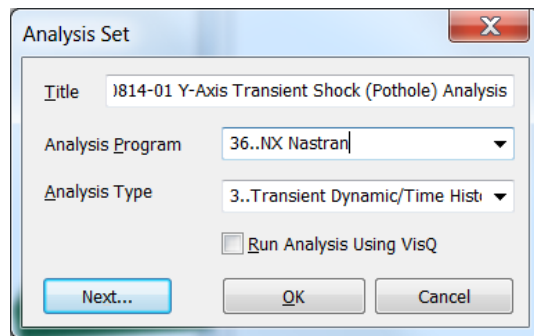 Analysis Set
X
Title )814-01 Y-Axis Transient Shock (Pothole) Analysis
Analysis Program 36..NX Nastran
Analysis Type 3..Transient Dynamic/Time Histo
Run Analysis Using VisQ
Next... OK Cancel